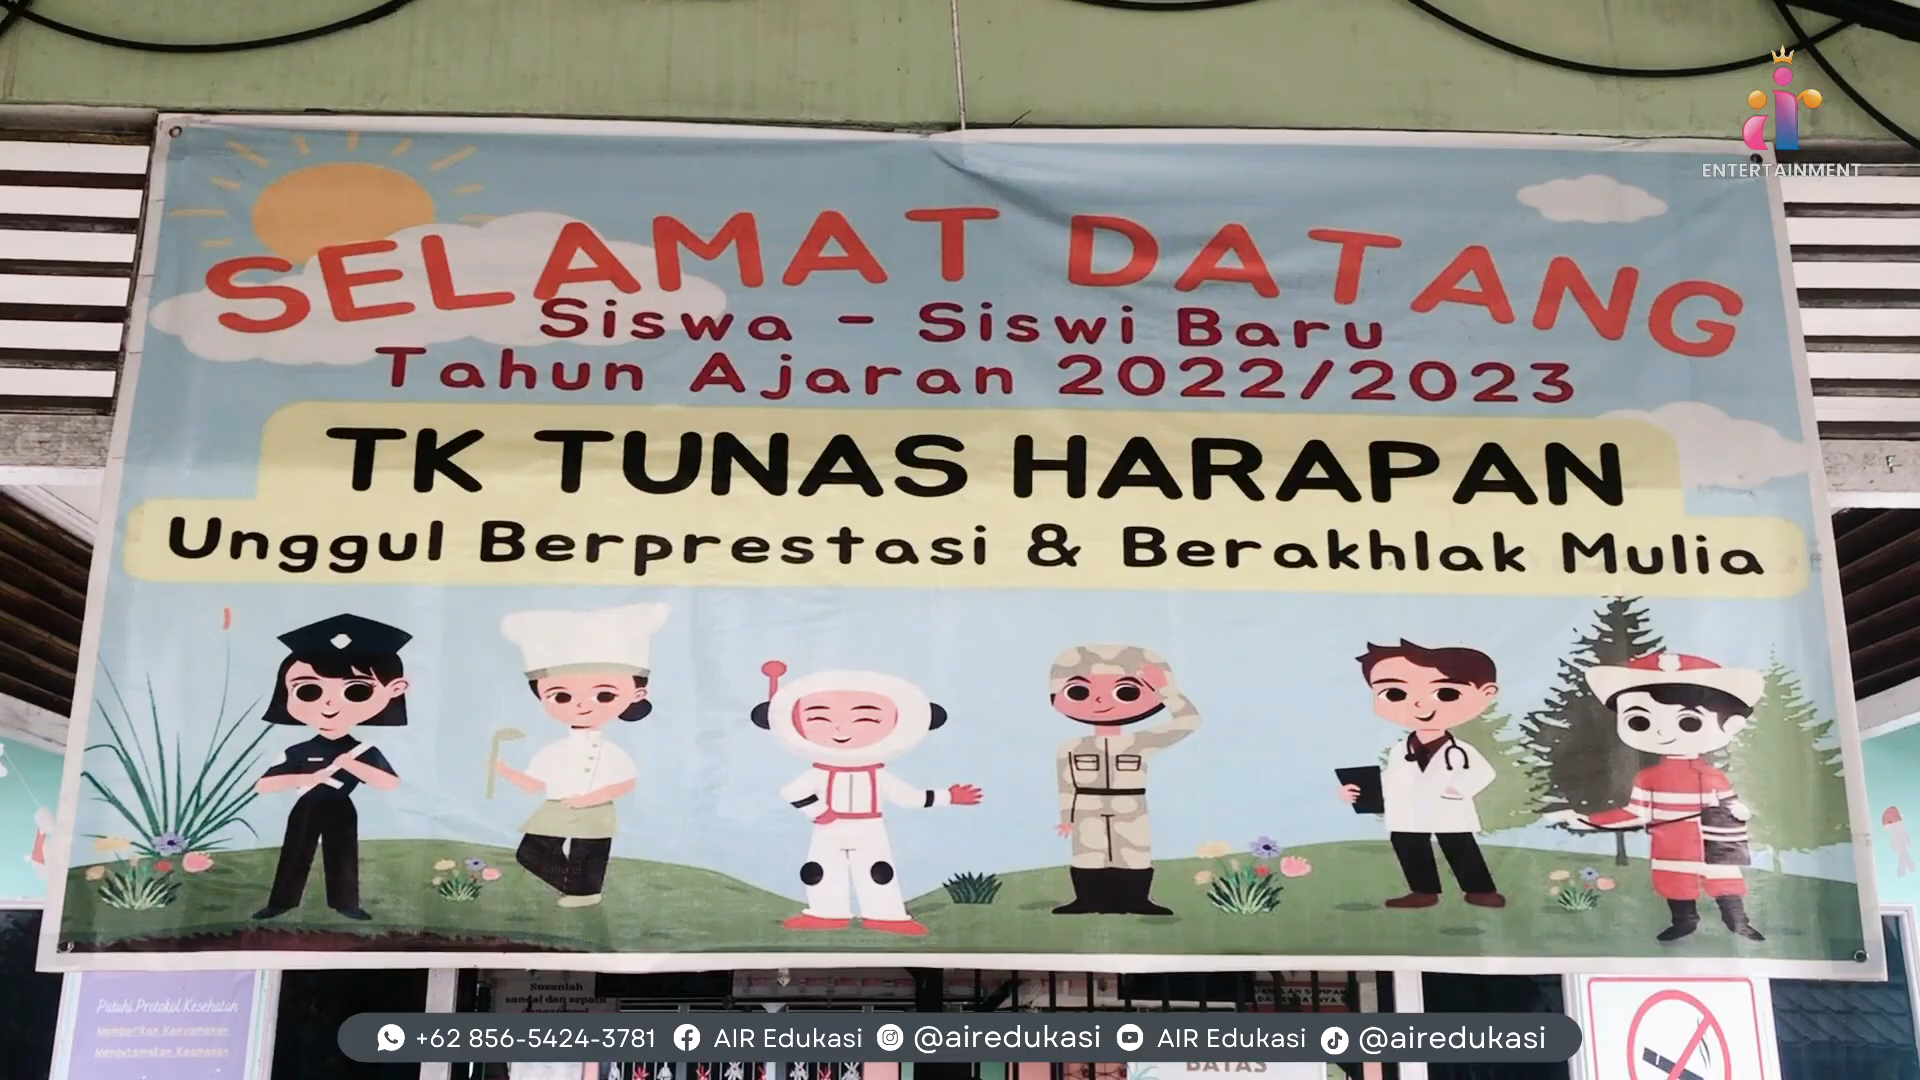 air
ENTERTAINMENT
SELAMAT DATANG
Siswa - Siswi Baru
Tahun Ajaran 2022/2023
TK TUNAS HARAPAN
Unggul Berprestasi & Berakhlak Mulia
Patuhi Protokol Kesehatan
Memberikan Kenyamanan
Mengutamakan Keamanan
Susunlah
sandal dan sepatu
+62 856-5424-3781 AIR Edukasi @airedukasi AIR Edukasi @airedukasi
BATAS